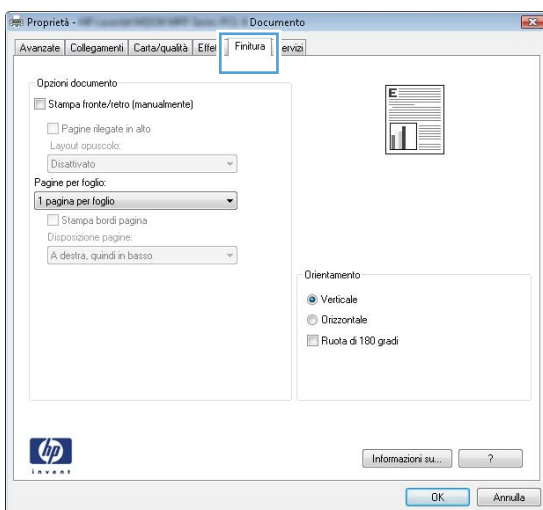 Proprietà - Documento
Avanzate Collegamenti Carta/qualità Effet Finitura ervizi
Opzioni documento
Stampa fronte/retro (manualmente)
Pagine rilegate in alto
Layout opuscolo:
Disattivato
Pagine per foglio:
1 pagina per foglio
Stampa bordi pagina
Disposizione pagine:
A destra, quindi in basso
E
Orientamento
Verticale
Orizzontale
Ruota di 180 gradi
hp
invent
Informazioni su... ?
OK Annulla